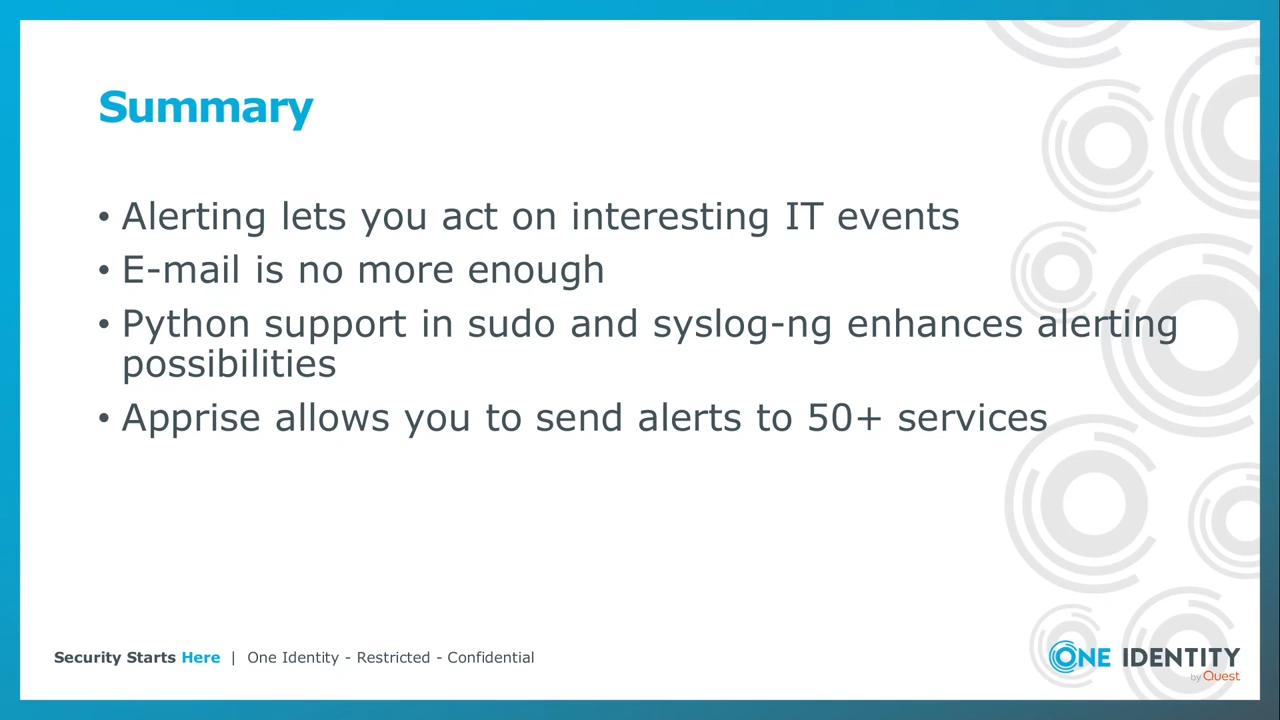 Summary
• Alerting lets you act on interesting IT events
• E-mail is no more enough
• Python support in sudo and syslog-ng enhances alerting
possibilities
• Apprise allows you to send alerts to 50+ services
Security Starts Here | One Identity - Restricted - Confidential
ONE IDENTITY
by Quest